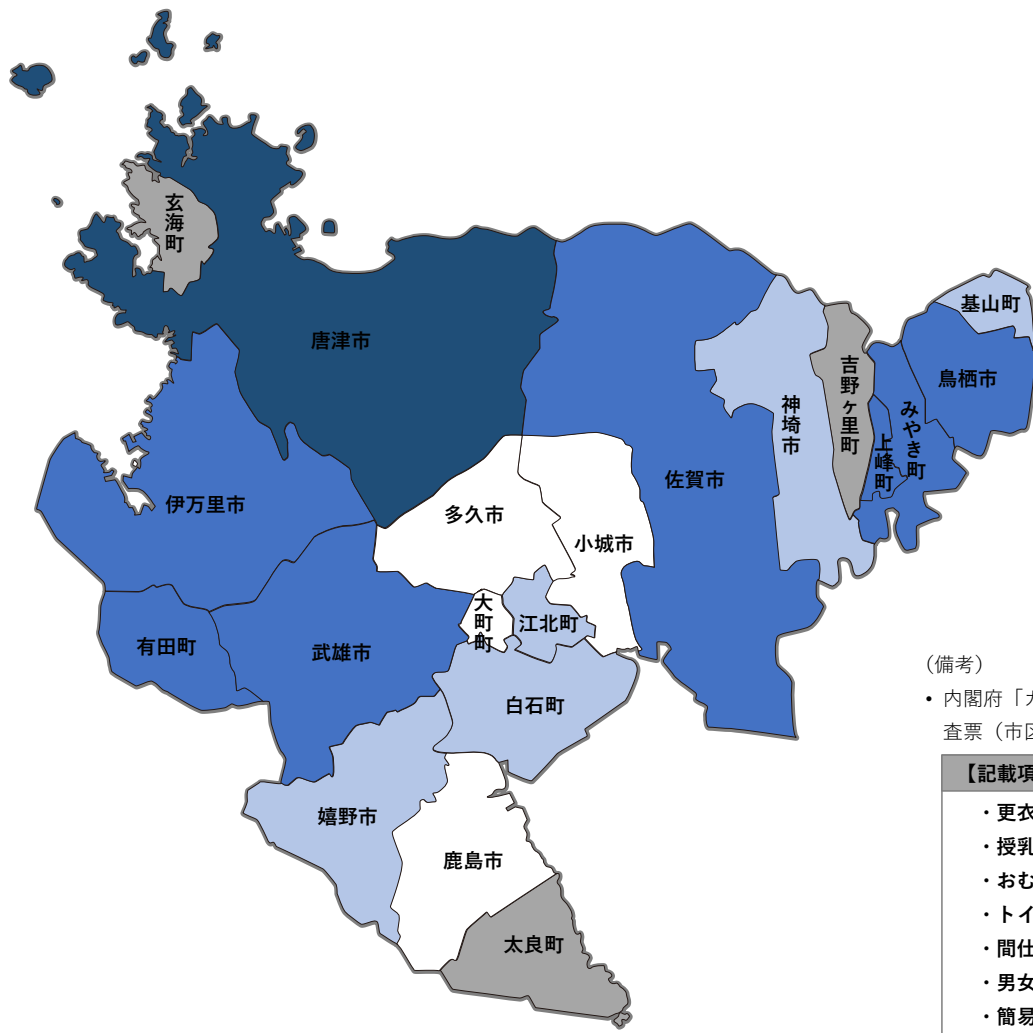 玄海町
唐津市
基山町
鳥栖市
吉野ヶ里町
みやき町
上峰町
神埼市
佐賀市
伊万里市
多久市
小城市
大町町
江北町
有田町
武雄市
白石町
嬉野市
鹿島市
太良町
(備考)
• 内閣府「
査票（市区
【記載項
・更衣
・授乳
・おむ
・トイ
・間仕
・男女
・簡易